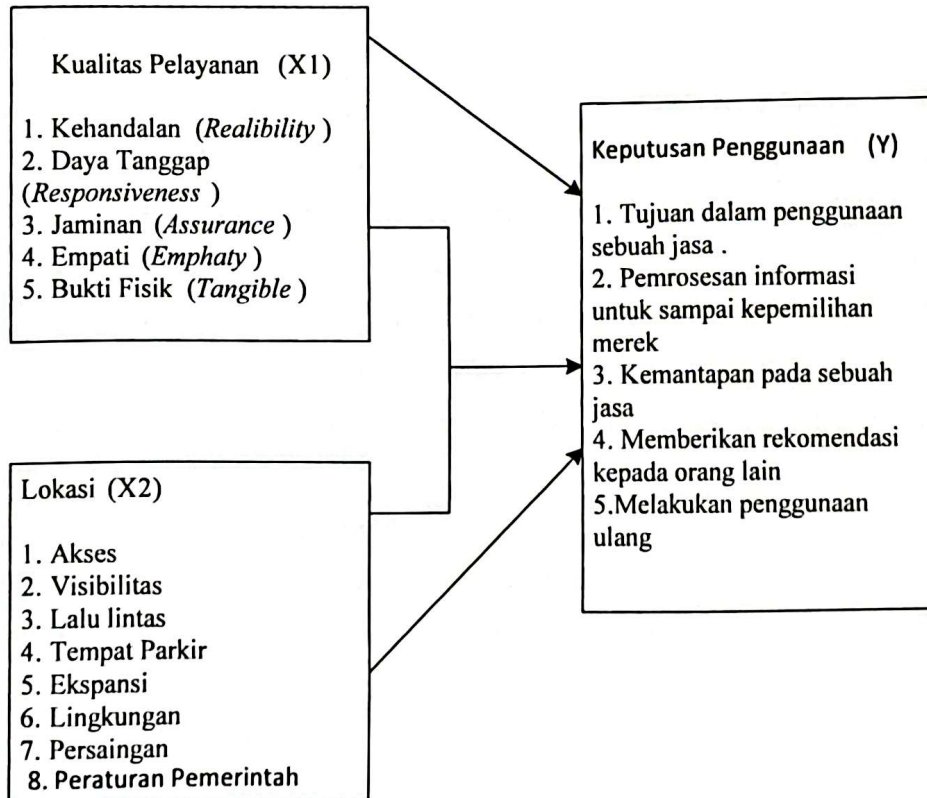 Kualitas Pelayanan (X1)
1. Kehandalan (Realibility )
2. Daya Tanggap
(Responsiveness )
3. Jaminan (Assurance )
4. Empati (Emphaty )
5. Bukti Fisik (Tangible )
Lokasi (X2)
1. Akses
2. Visibilitas
3. Lalu lintas
4. Tempat Parkir
5. Ekspansi
6. Lingkungan
7. Persaingan
8. Peraturan Pemerintah
Keputusan Penggunaan (Y)
1. Tujuan dalam penggunaan
sebuah jasa .
2. Pemrosesan informasi
untuk sampai kepemilihan
merek
3. Kemantapan pada sebuah
jasa
4. Memberikan rekomendasi
kepada orang lain
5.Melakukan penggunaan
ulang